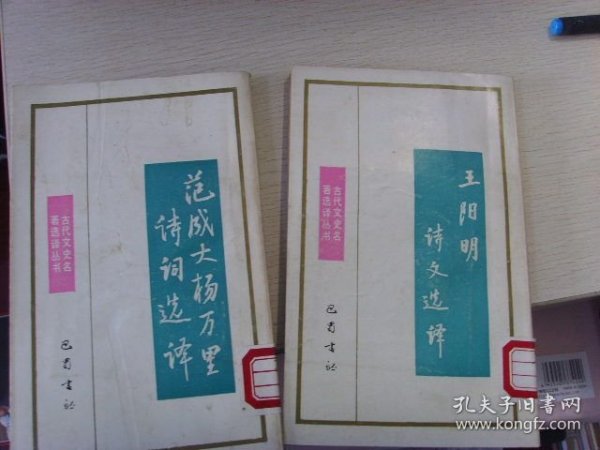 范成大杨万里
诗词选译
古代文史名
著选译丛书
巴蜀书社
王阳明
诗文选译
古代文史名
著选译丛书
巴蜀书社
孔夫子旧书网
www.kongfz.com